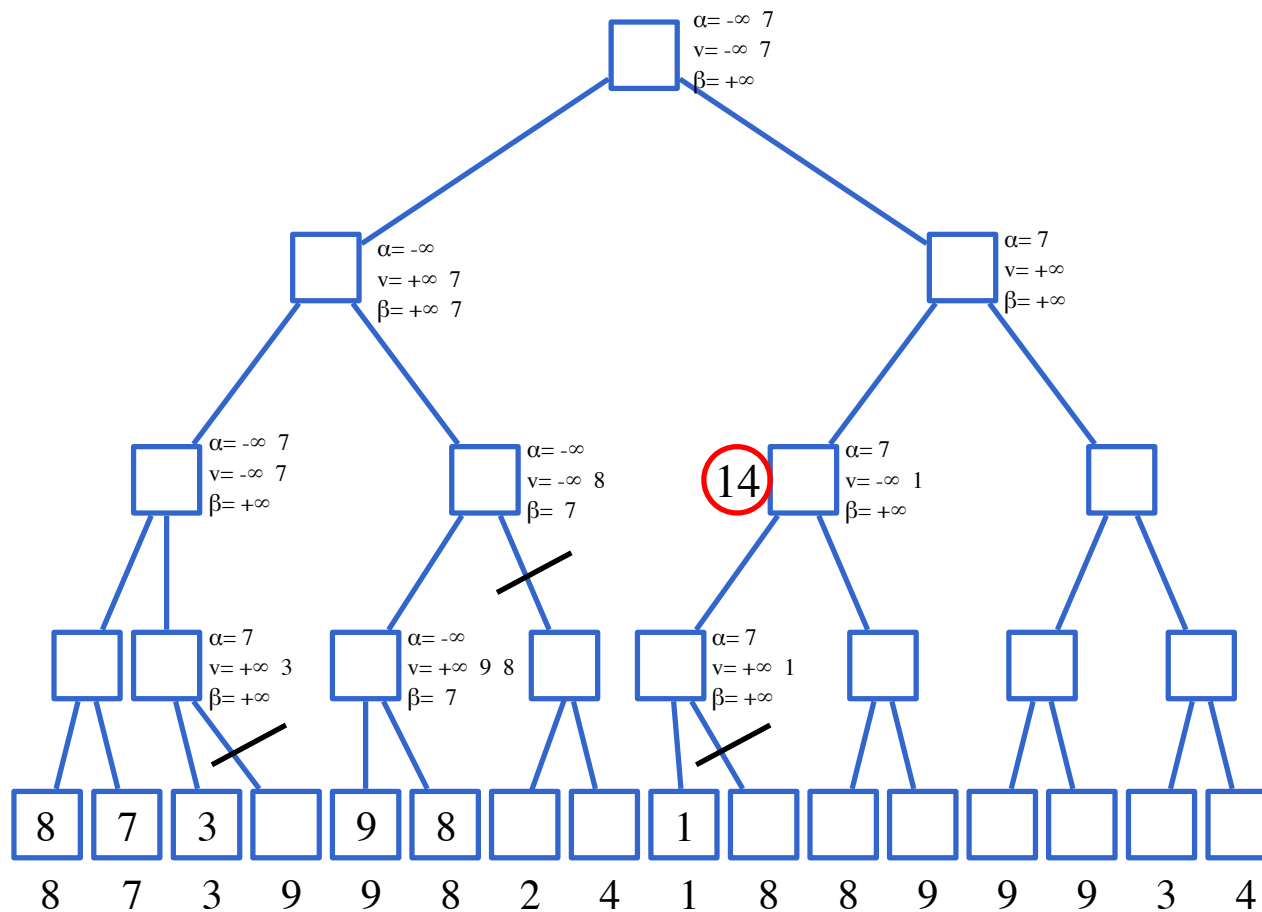 α= -∞ 7
v= -∞ 7
β= +∞
α= -∞
v= +∞ 7
β= +∞ 7
α= 7
v= +∞
β= +∞
α= -∞ 7
v= -∞ 7
β= +∞
α= -∞
v= -∞ 8
β= 7
14
α= 7
v= -∞ 1
β= +∞
α= 7
v= +∞ 3
β= +∞
α= -∞
v= +∞ 9 8
β= 7
α= 7
v= +∞ 1
β= +∞
8 7 3 9 8 1
8 7 3 9 9 8 2 4 1 8 8 9 9 9 3 4